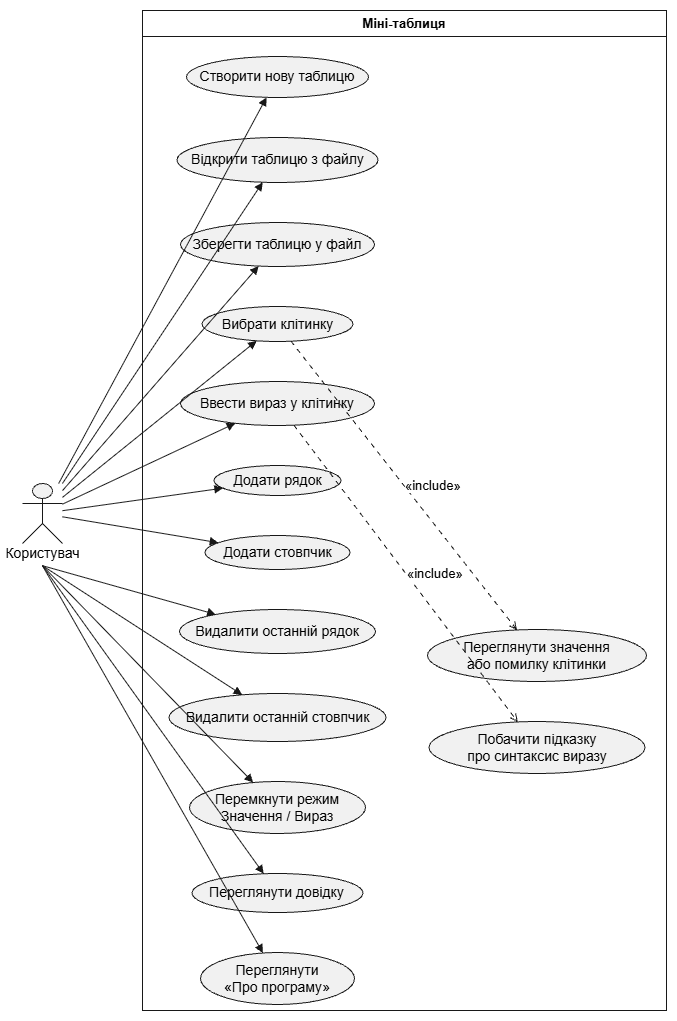 Міні-таблиця
Створити нову таблицю
Відкрити таблицю з файлу
Зберегти таблицю у файл
Вибрати клітинку
Ввести вираз у клітинку
Додати рядок
«include»
Користувач
Додати стовпчик
«include»
Видалити останній рядок
Переглянути значення
або помилку клітинки
Видалити останній стовпчик
Побачити підказку
про синтаксис виразу
Перемкнути режим
Значення / Вираз
Переглянути довідку
Переглянути
«Про програму»